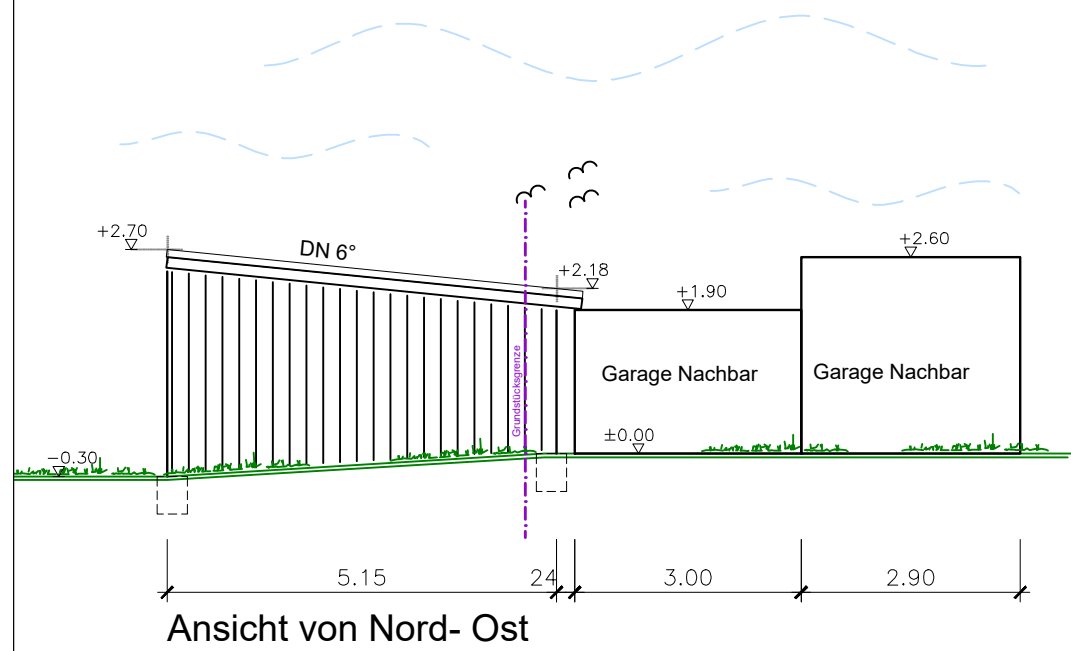 +2.70
DN 6°
+2.18
+2.60
+1.90
Grundstücksgrenze
Garage Nachbar
Garage Nachbar
±0.00
−0.30
5.15
24
3.00
2.90
Ansicht von Nord- Ost